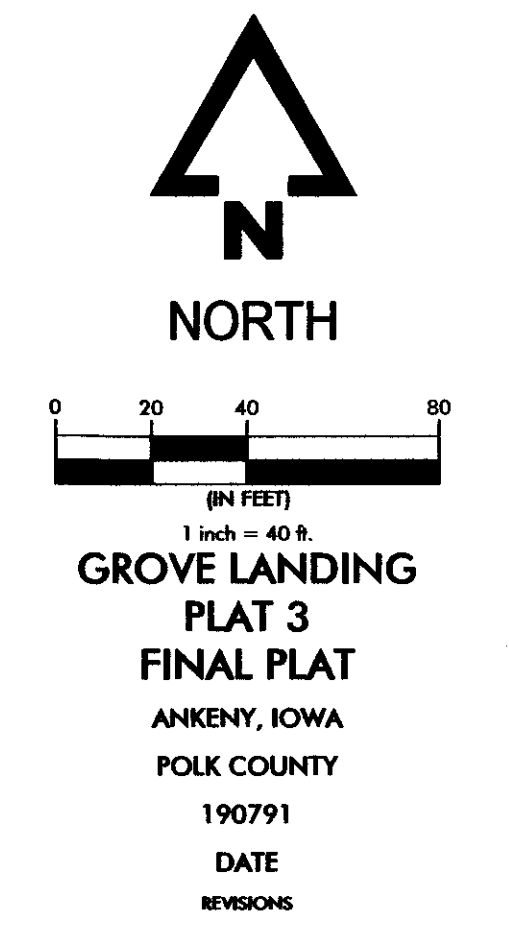 N
NORTH
0 20 40 80
(IN FEET)
1 inch = 40 ft.
GROVE LANDING
PLAT 3
FINAL PLAT
ANKENY, IOWA
POLK COUNTY
190791
DATE
REVISIONS